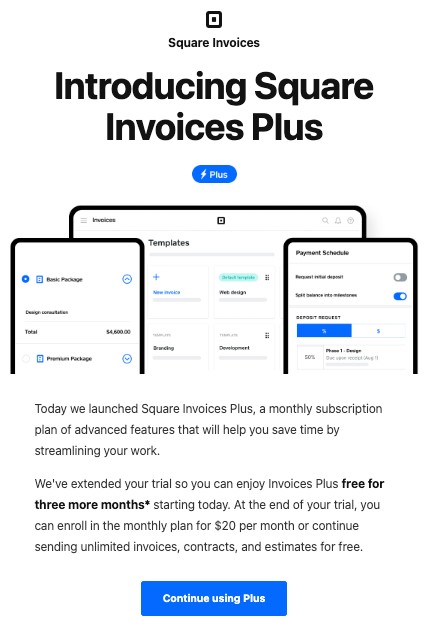 Square Invoices
Introducing Square
Invoices Plus
Plus
Invoices
Templates
New Invoice
Default template
Web design
TEMPLATE
Branding
TEMPLATE
Development
Basic Package
Design consultation
Total $4,600.00
Premium Package
Payment Schedule
Request initial deposit
Split balance into milestones
DEPOSIT REQUEST
% $
50% Phase 1 - Design
Due upon receipt (Aug 1)
Today we launched Square Invoices Plus, a monthly subscription
plan of advanced features that will help you save time by
streamlining your work.
We've extended your trial so you can enjoy Invoices Plus free for
three more months* starting today. At the end of your trial, you
can enroll in the monthly plan for $20 per month or continue
sending unlimited invoices, contracts, and estimates for free.
Continue using Plus